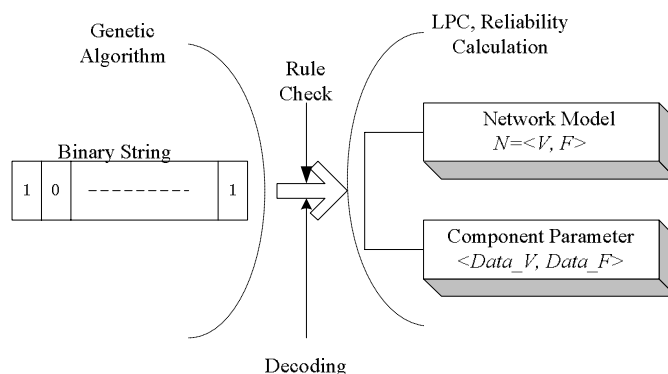 Genetic
Algorithm
LPC, Reliability
Calculation
Rule
Check
Binary String
1 0 --------- 1
Network Model
N=<V, F>
Component Parameter
<Data_V, Data_F>
Decoding